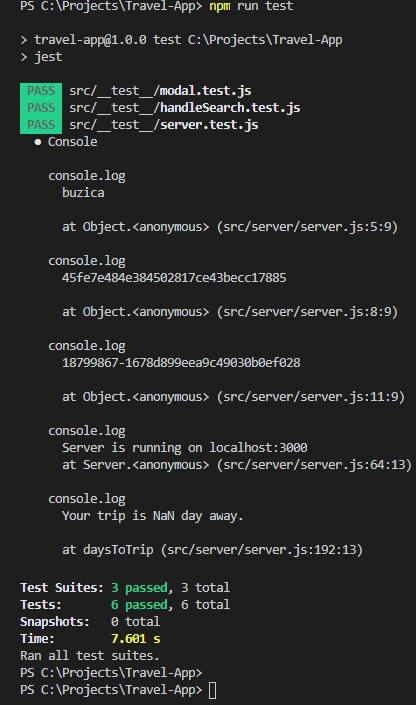 PS C:\Projects\Travel-App> npm run test
> travel-app@1.0.0 test C:\Projects\Travel-App
> jest
PASS src/__test__/modal.test.js
PASS src/__test__/handleSearch.test.js
PASS src/__test__/server.test.js
● Console
console.log
buzica
at Object.<anonymous> (src/server/server.js:5:9)
console.log
45fe7e484e384502817ce43becc17885
at Object.<anonymous> (src/server/server.js:8:9)
console.log
18799867-1678d899eea9c49030b0ef028
at Object.<anonymous> (src/server/server.js:11:9)
console.log
Server is running on localhost:3000
at Server.<anonymous> (src/server/server.js:64:13)
console.log
Your trip is NaN day away.
at daysToTrip (src/server/server.js:192:13)
Test Suites: 3 passed, 3 total
Tests: 6 passed, 6 total
Snapshots: 0 total
Time: 7.601 s
Ran all test suites.
PS C:\Projects\Travel-App>
PS C:\Projects\Travel-App>